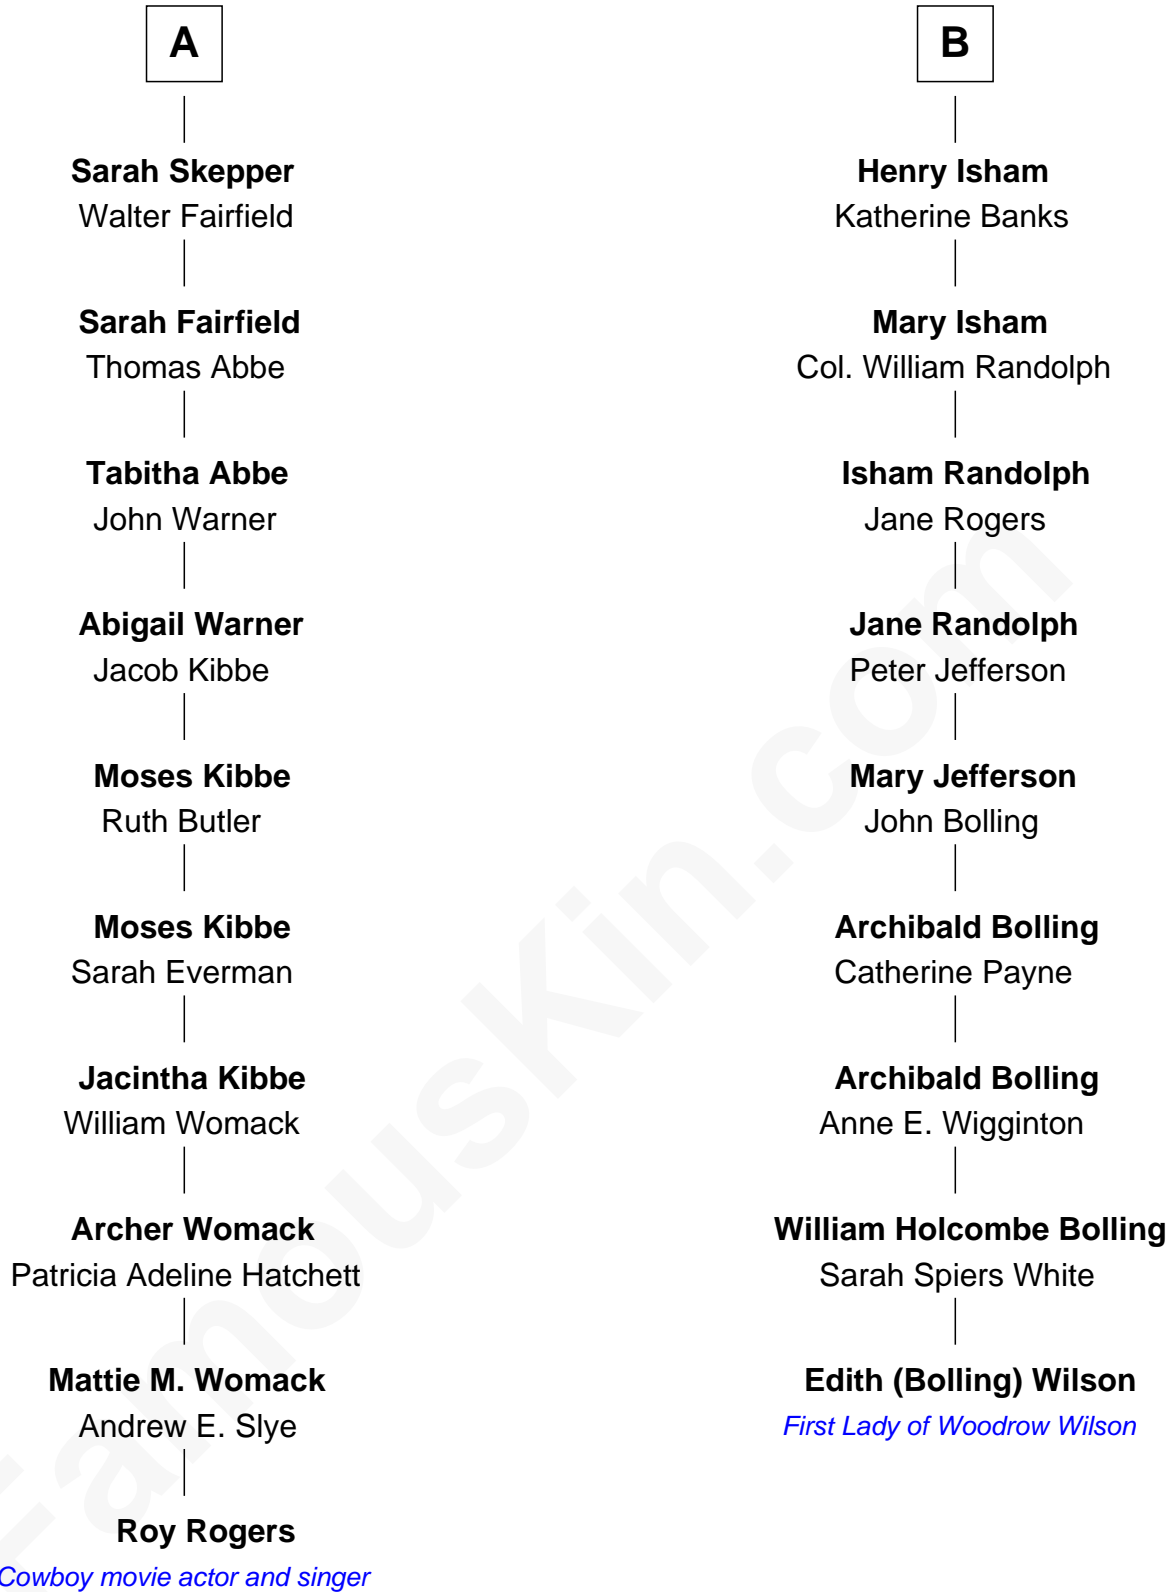 A
Sarah Skepper
Walter Fairfield
Sarah Fairfield
Thomas Abbe
Tabitha Abbe
John Warner
Abigail Warner
Jacob Kibbe
Moses Kibbe
Ruth Butler
Moses Kibbe
Sarah Everman
Jacintha Kibbe
William Womack
Archer Womack
Patricia Adeline Hatchett
Mattie M. Womack
Andrew E. Slye
Roy Rogers
Cowboy movie actor and singer
B
Henry Isham
Katherine Banks
Mary Isham
Col. William Randolph
Isham Randolph
Jane Rogers
Jane Randolph
Peter Jefferson
Mary Jefferson
John Bolling
Archibald Bolling
Catherine Payne
Archibald Bolling
Anne E. Wigginton
William Holcombe Bolling
Sarah Spiers White
Edith (Bolling) Wilson
First Lady of Woodrow Wilson
FamousKin.com